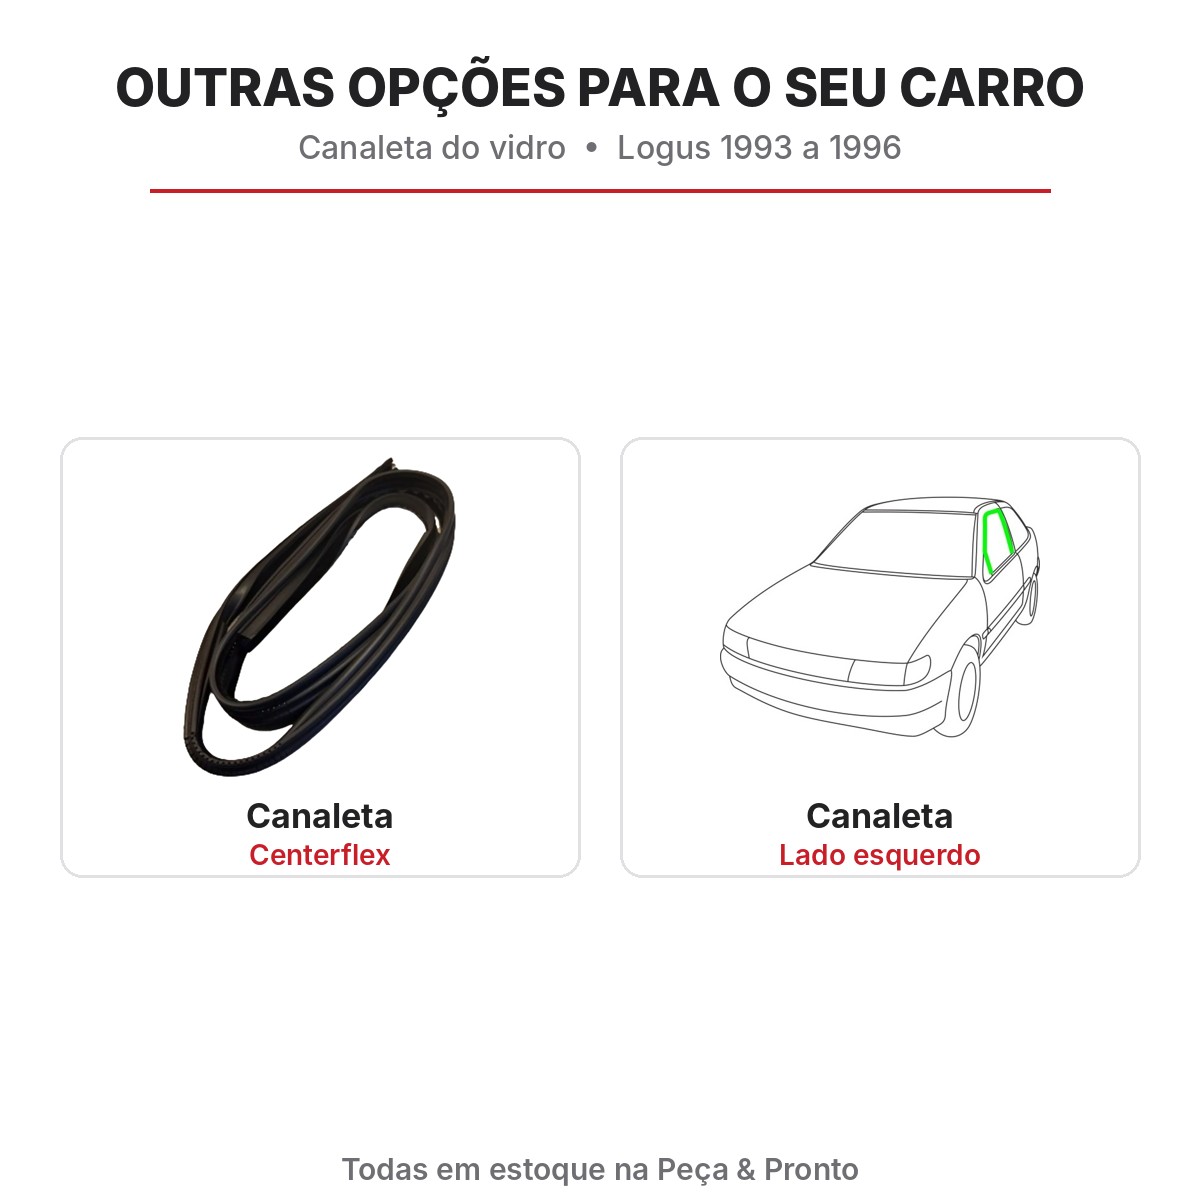 OUTRAS OPÇÕES PARA O SEU CARRO
Canaleta do vidro • Logus 1993 a 1996
Canaleta
Centerflex
Canaleta
Lado esquerdo
Todas em estoque na Peça & Pronto